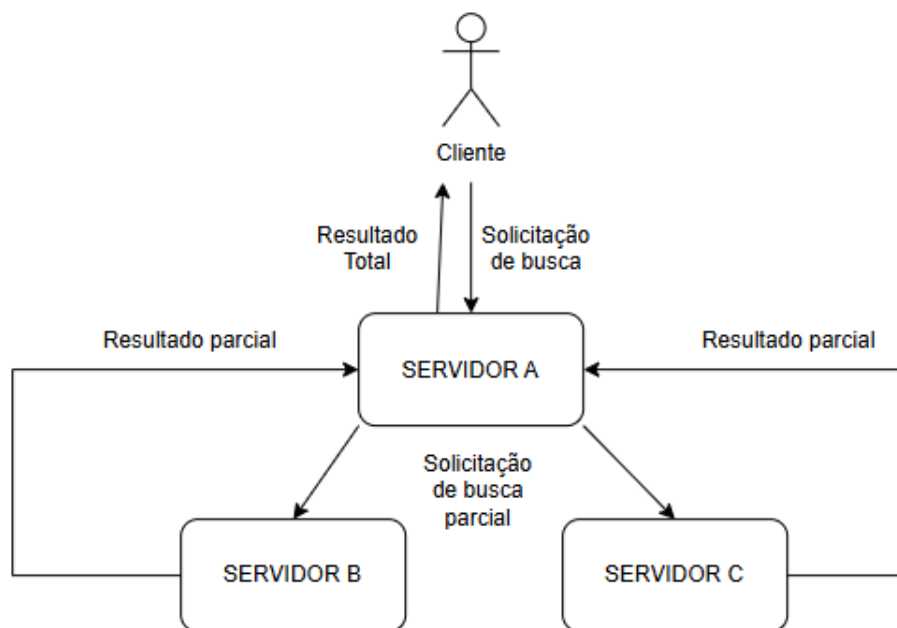 Cliente
Resultado
Total
Solicitação
de busca
Resultado parcial
Resultado parcial
SERVIDOR A
Solicitação
de busca
parcial
SERVIDOR B
SERVIDOR C